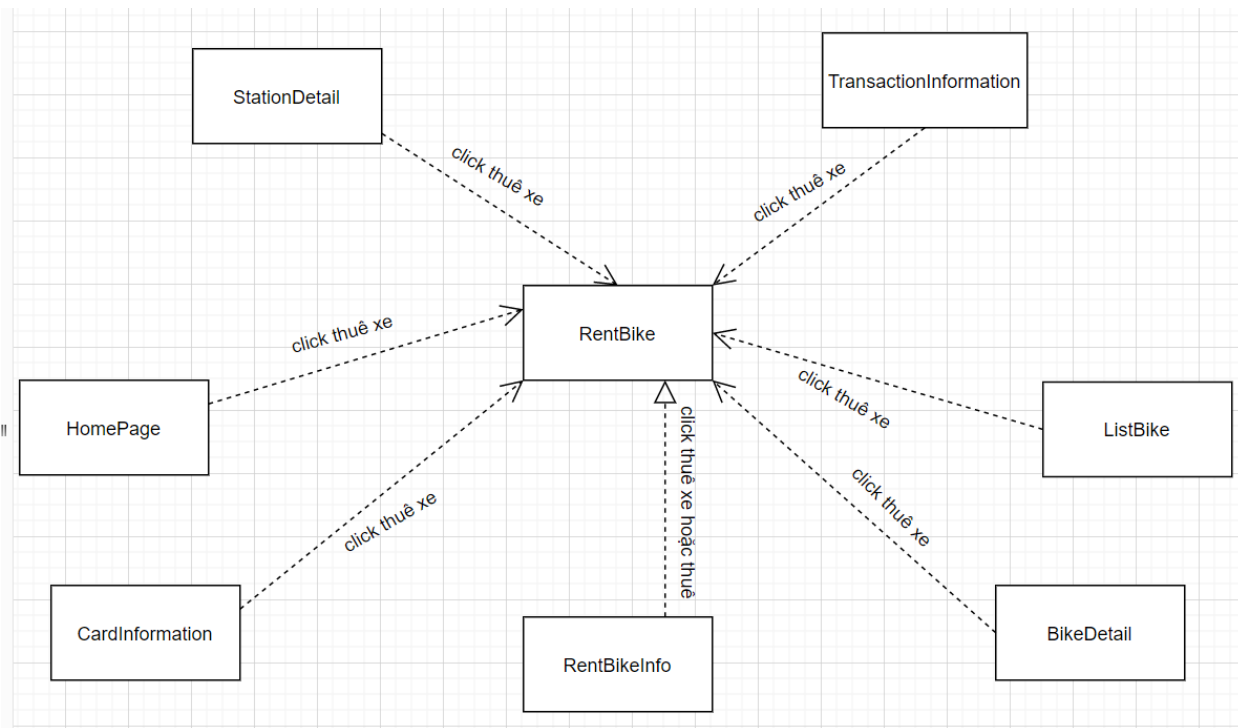 StationDetail
TransactionInformation
click thuê xe
click thuê xe
RentBike
click thuê xe
click thuê xe
HomePage
ListBike
click thuê xe hoặc thuê
click thuê xe
click thuê xe
CardInformation
RentBikeInfo
BikeDetail